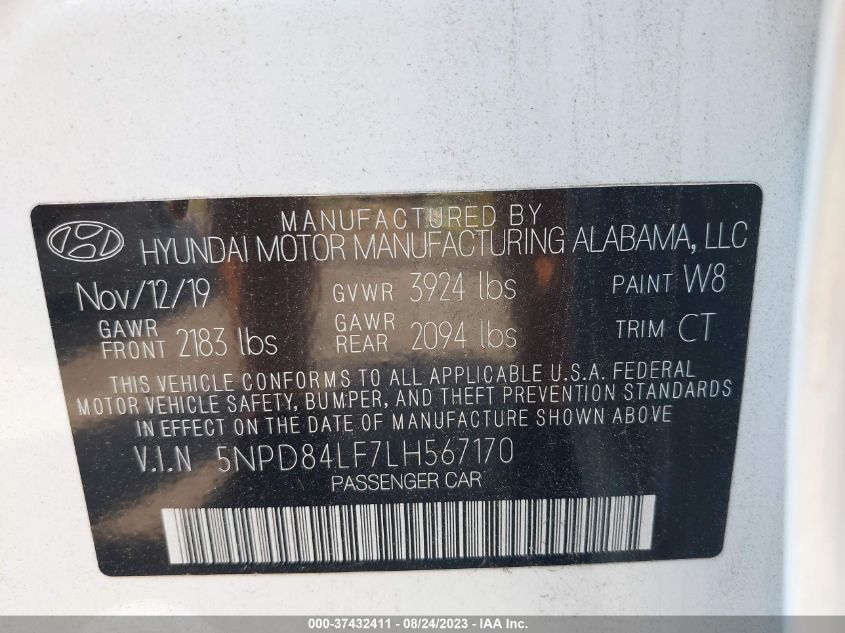 MANUFACTURED BY
HYUNDAI MOTOR MANUFACTURING ALABAMA, LLC
Nov/12/19 GVWR 3924 lbs PAINT W8
GAWR FRONT 2183 lbs GAWR REAR 2094 lbs TRIM CT
THIS VEHICLE CONFORMS TO ALL APPLICABLE U.S.A. FEDERAL
MOTOR VEHICLE SAFETY, BUMPER, AND THEFT PREVENTION STANDARDS
IN EFFECT ON THE DATE OF MANUFACTURE SHOWN ABOVE.
V.I.N 5NPD84LF7LH567170
PASSENGER CAR
000-37432411 - 08/24/2023 - IAA Inc.